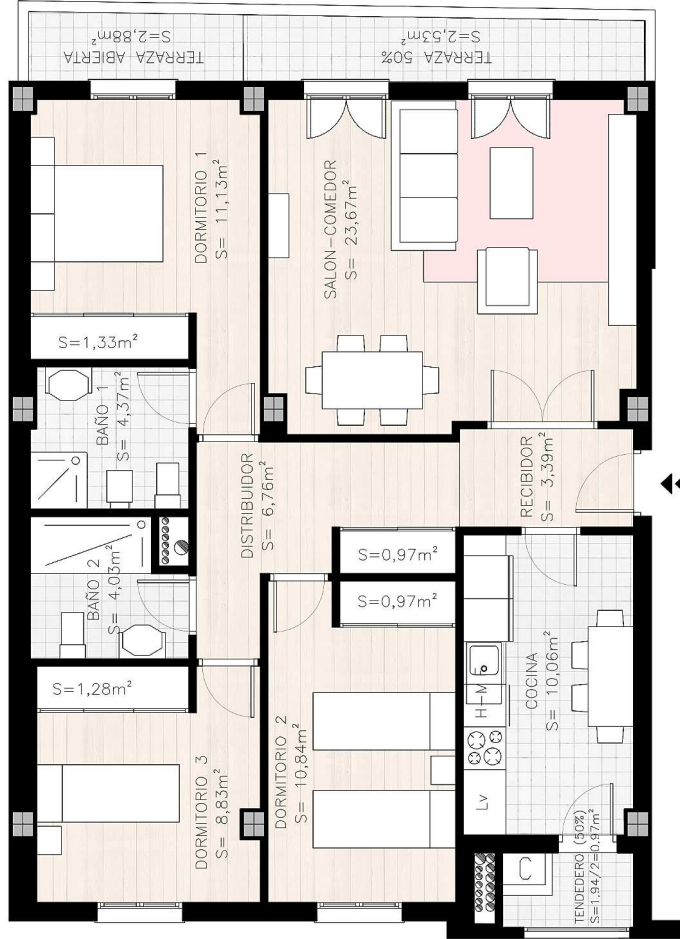 TERRAZA ABIERTA
S=2,88m²
TERRAZA 50%
S=2,53m²
DORMITORIO 1
S= 11,13m²
SALON-COMEDOR
S= 23,67m²
S=1,33m²
BAÑO 1
S= 4,37m²
DISTRIBUIDOR
S= 6,76m²
RECIBIDOR
S= 3,39m²
S=0,97m²
S=0,97m²
BAÑO 2
S= 4,03m²
S=1,28m²
DORMITORIO 3
S= 8,83m²
DORMITORIO 2
S= 10,84m²
COCINA
S= 10,06m²
H-M
F
Lv
C
TENDEDERO (50%)
S=1.94/2=0.97m²